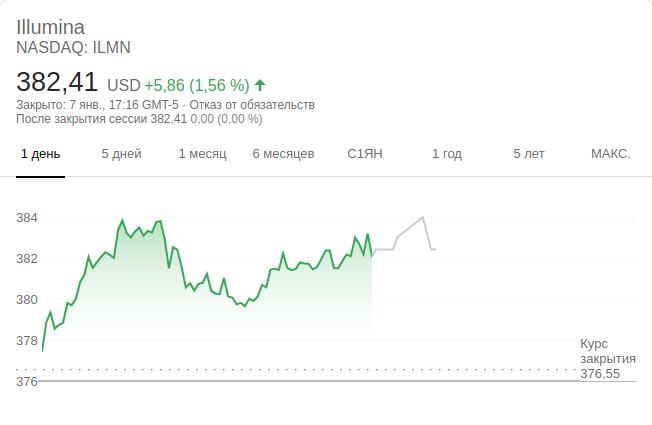 Illumina
NASDAQ: ILMN
382,41 USD +5,86 (1,56 %)
Закрыто: 7 янв., 17:16 GMT-5 · Отказ от обязательств
После закрытия сессии 382,41 0,00 (0,00 %)
1 день 5 дней 1 месяц 6 месяцев С1ЯН 1 год 5 лет МАКС.
384
382
380
378
Курс
закрытия
376,55
376